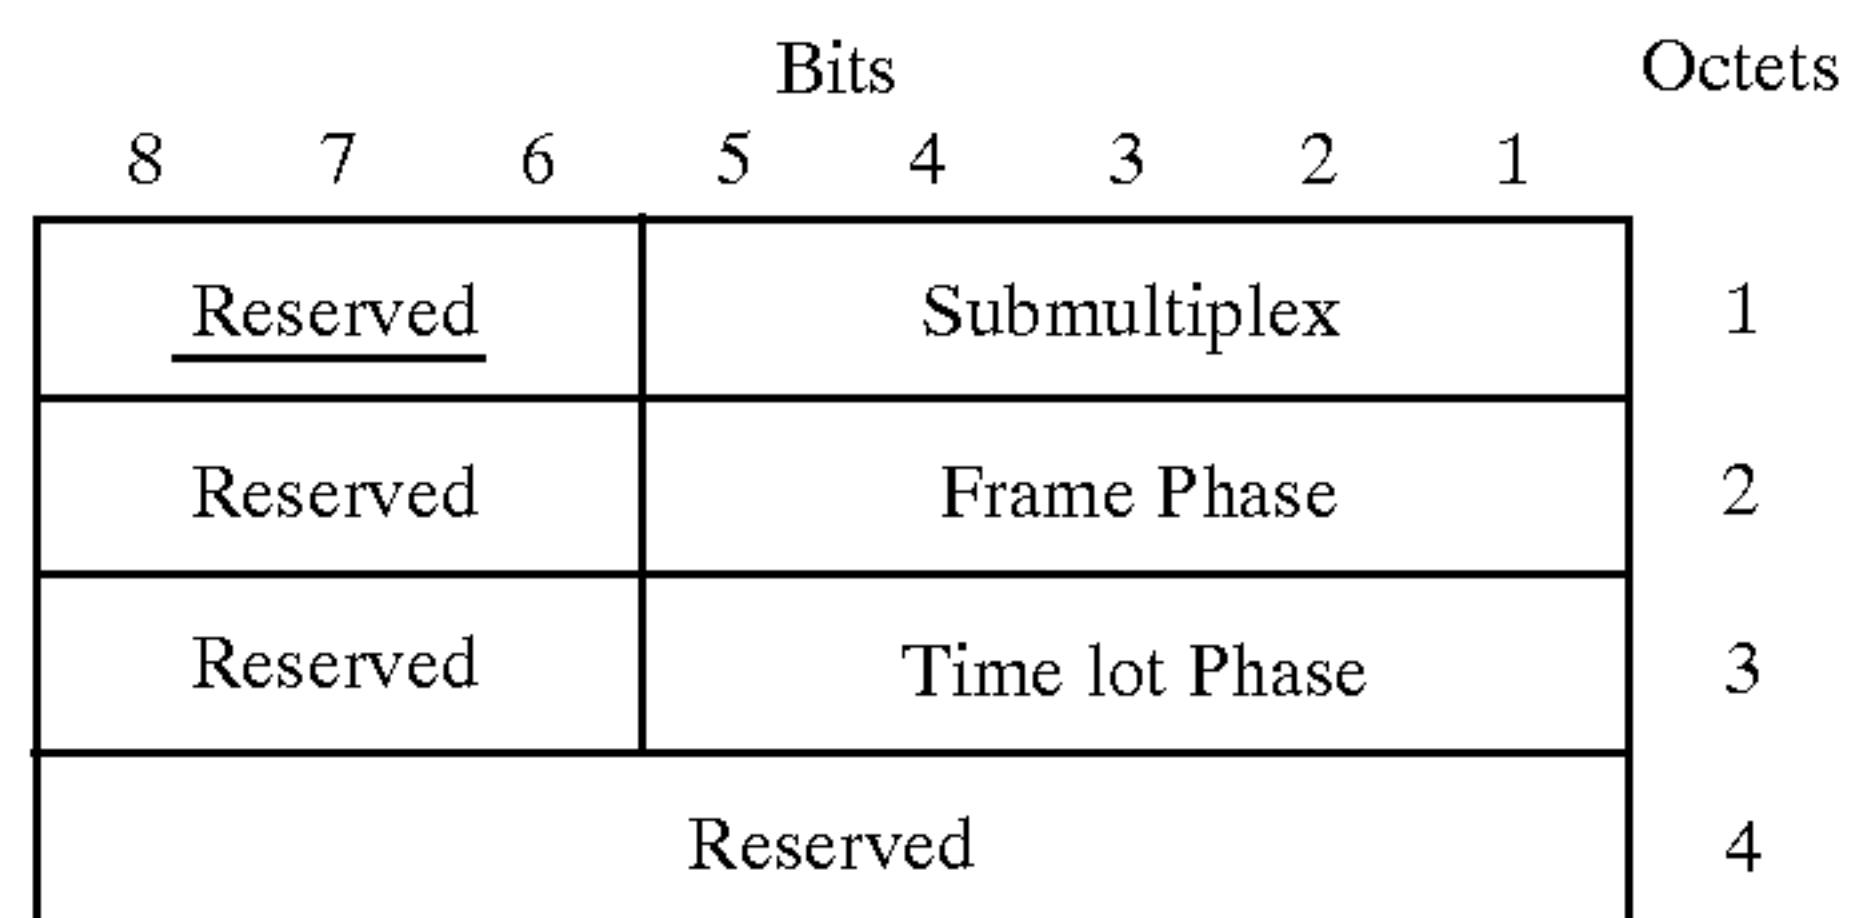 Bits Octets
8 7 6 5 4 3 2 1
Reserved Submultiplex 1
Reserved Frame Phase 2
Reserved Time lot Phase 3
Reserved 4